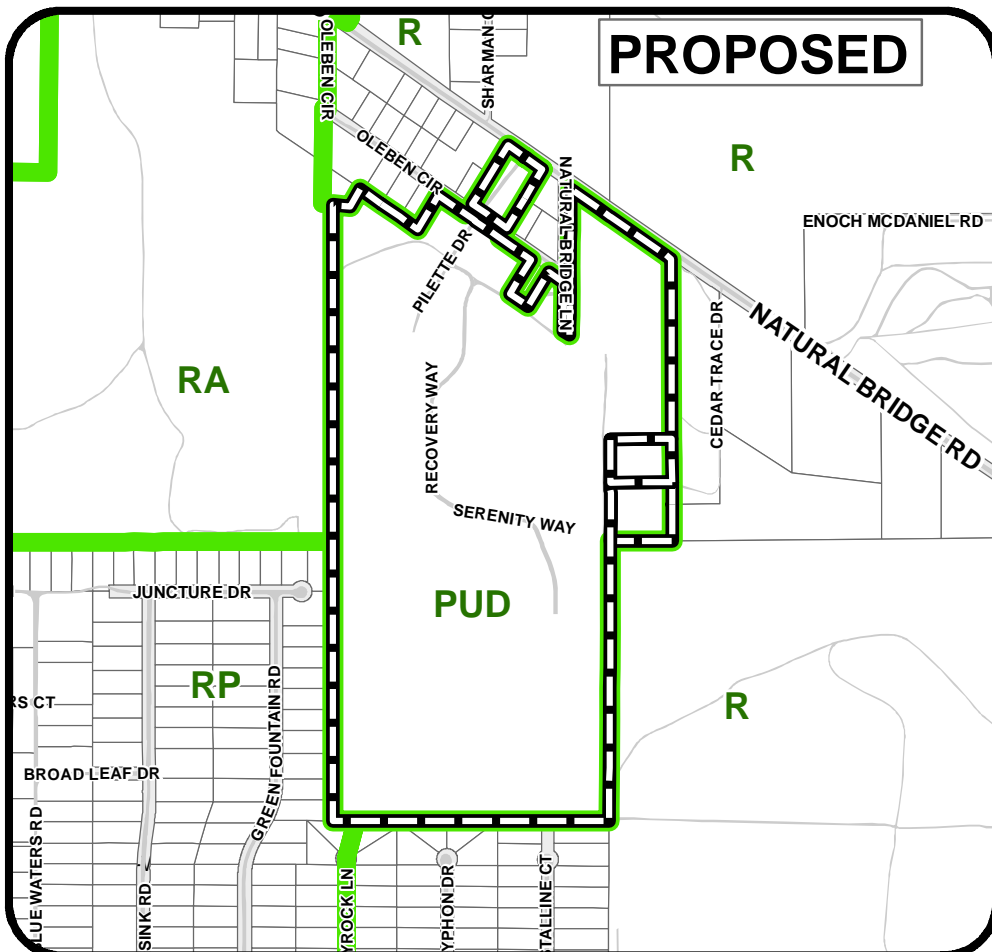 R
PROPOSED
OLEBEN CIR
OLEBEN CIR
NATURAL BRIDGE LN
R
ENOCH MCDANIEL RD
PILETTE DR
NATURAL BRIDGE RD
CEDAR TRACE DR
RA
RECOVERY WAY
SERENITY WAY
JUNCTURE DR
PUD
RP
RS CT
GREEN FOUNTAIN RD
R
BROAD LEAF DR
BLUE WATERS RD
SINK RD
YROCK LN
YPHON DR
STALLINE CT